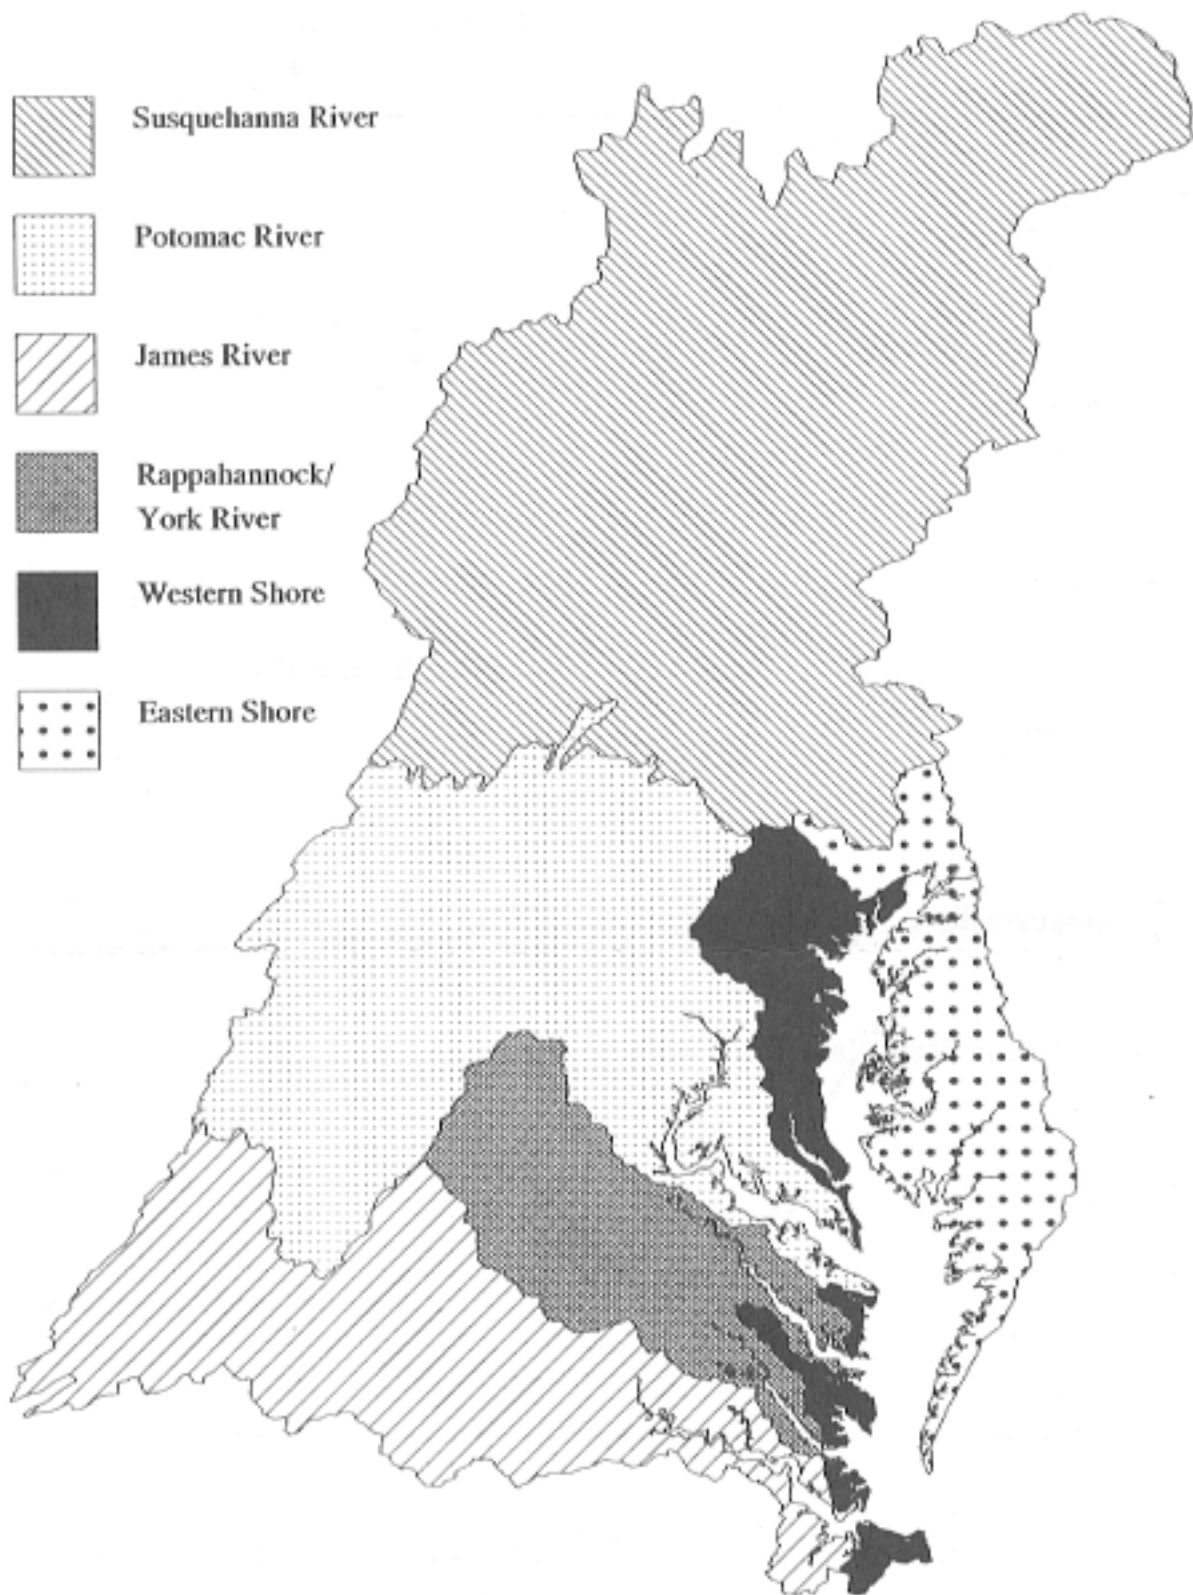 Susquehanna River
Potomac River
James River
Rappahannock/
York River
Western Shore
Eastern Shore